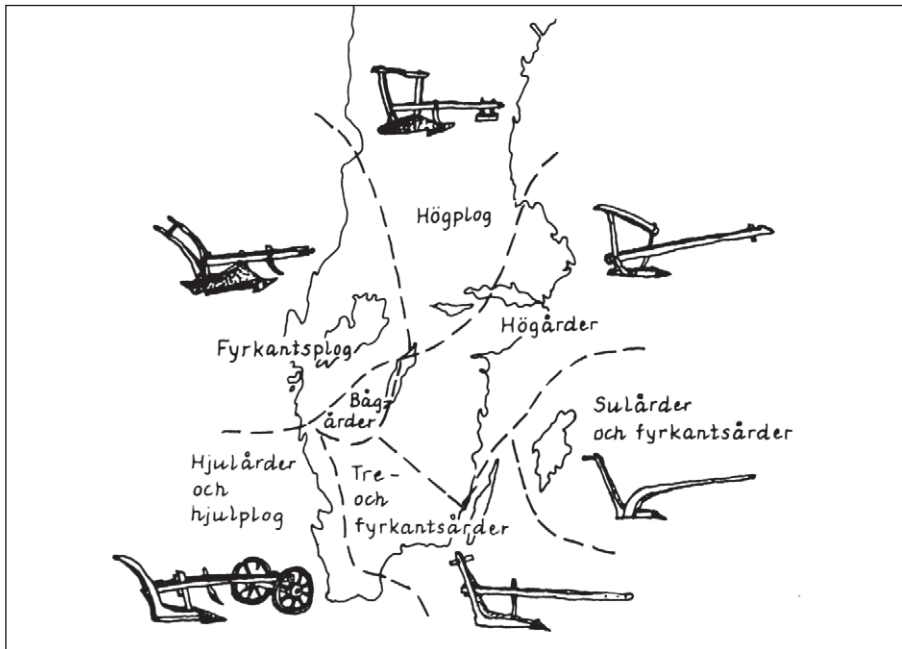 Högplog
Högårder
Fyrkantsplog
Båg-
årder
Sulårder
och fyrkantsårder
Hjulårder
och
hjulplog
Tre-
och
fyrkantsårder